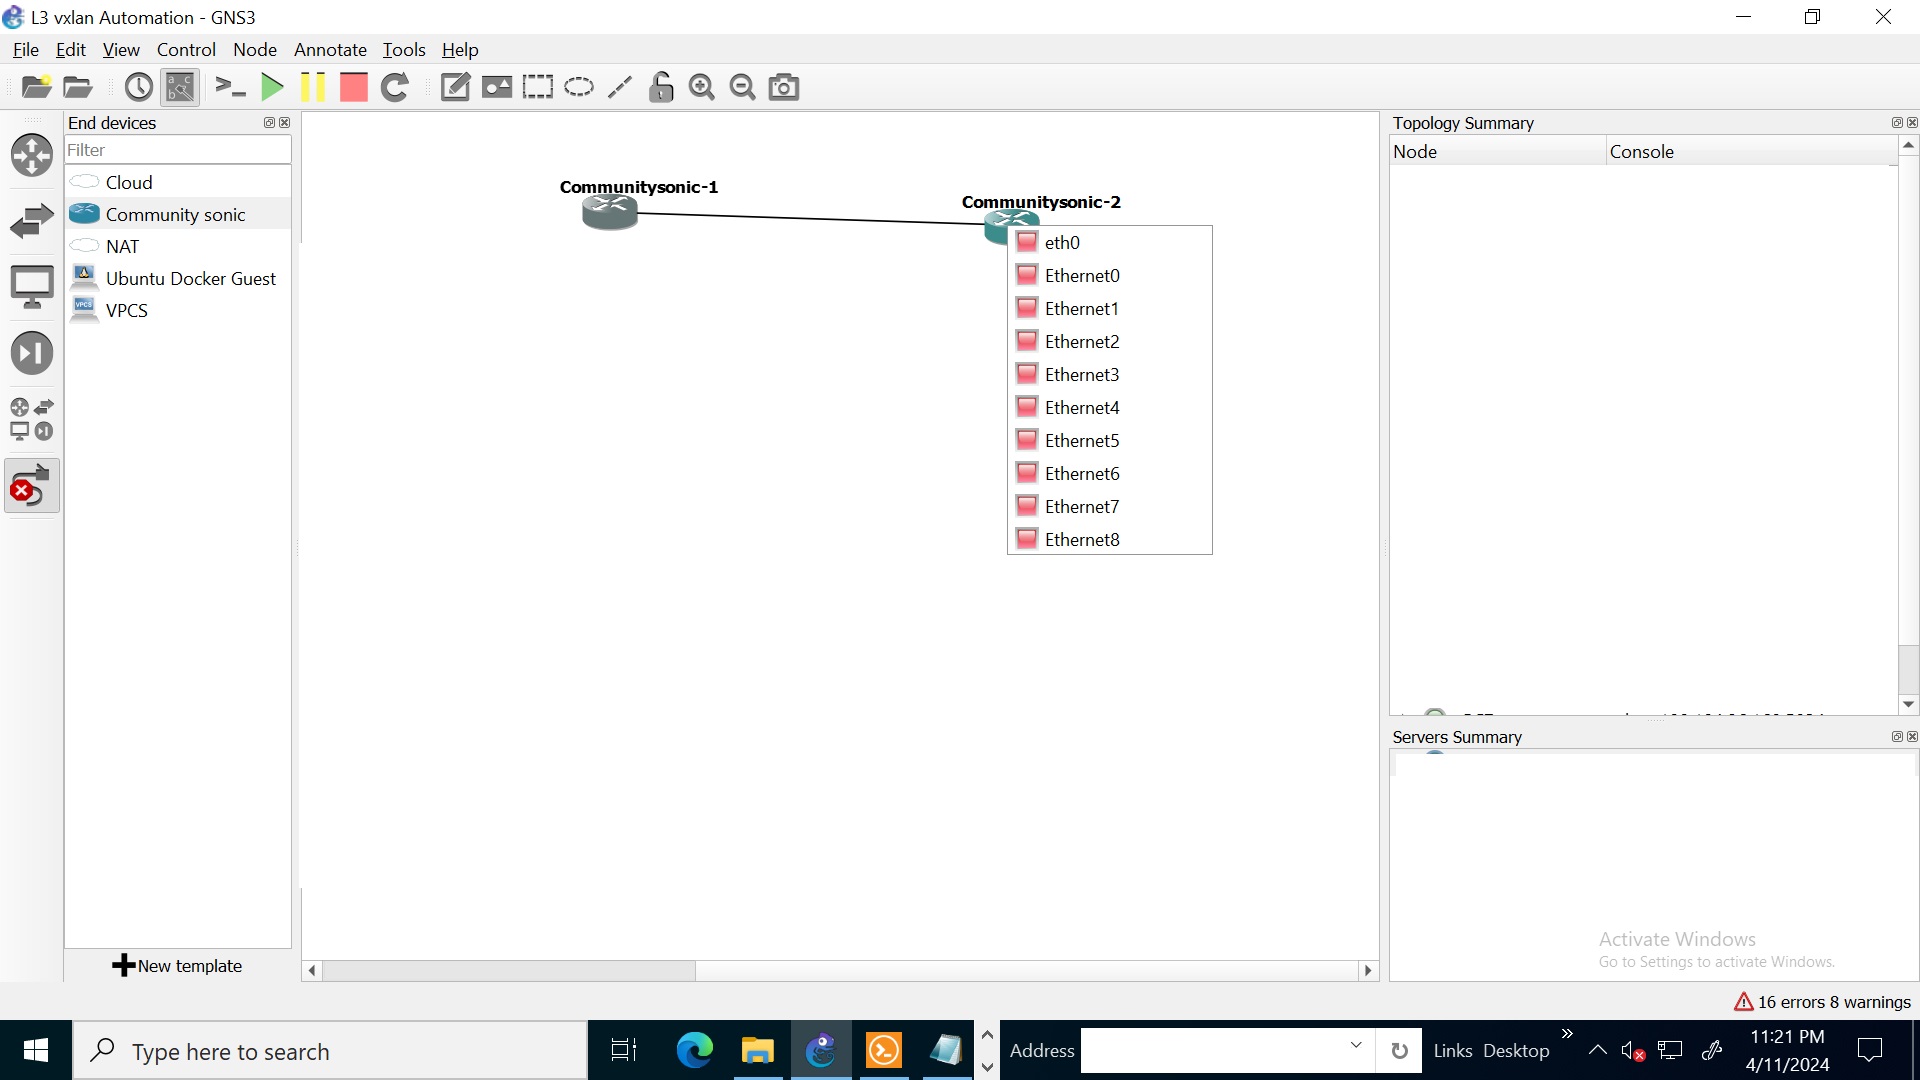 L3 vxlan Automation - GNS3
File Edit View Control Node Annotate Tools Help
End devices
Filter
Cloud
Community sonic
NAT
Ubuntu Docker Guest
VPCS
New template
Communitysonic-1
Communitysonic-2
eth0
Ethernet0
Ethernet1
Ethernet2
Ethernet3
Ethernet4
Ethernet5
Ethernet6
Ethernet7
Ethernet8
Topology Summary
Node Console
Servers Summary
Activate Windows
Go to Settings to activate Windows.
16 errors 8 warnings
Type here to search
Address
Links Desktop
11:21 PM
4/11/2024